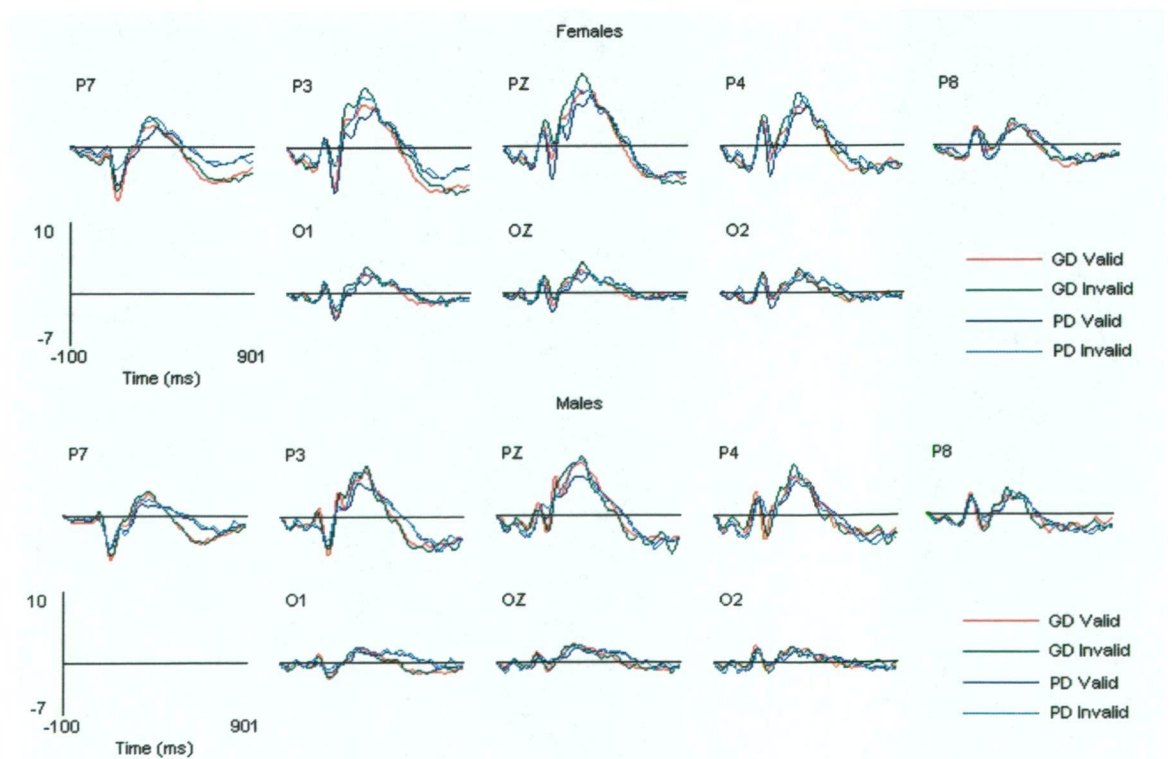 Females
P7
P3
PZ
P4
P8
10
-7
-100
901
Time (ms)
O1
OZ
O2
GD Valid
GD Invalid
PD Valid
PD Invalid
Males
P7
P3
PZ
P4
P8
10
-7
-100
901
Time (ms)
O1
OZ
O2
GD Valid
GD Invalid
PD Valid
PD Invalid